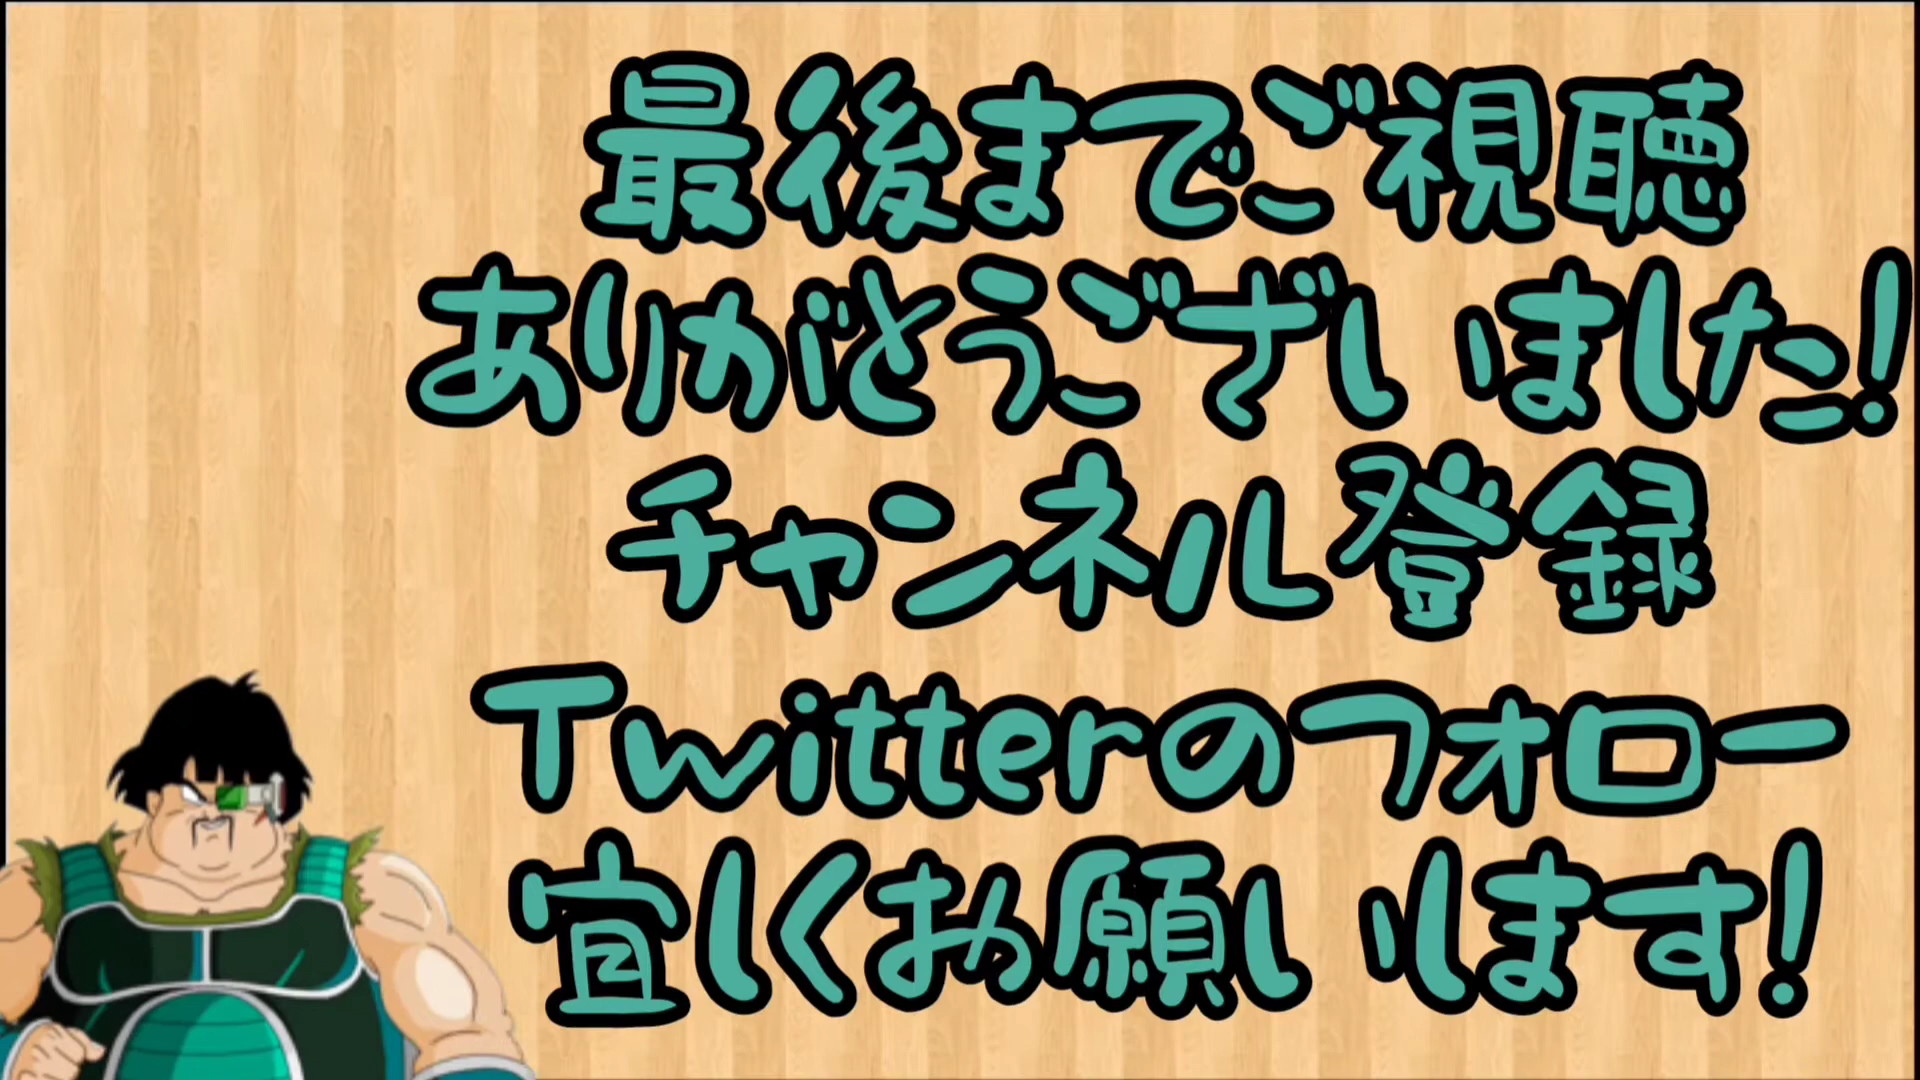 最後までご視聴
ありがとうございました!
チャンネル登録
Twitterのフォロー
宜しくお願いします!